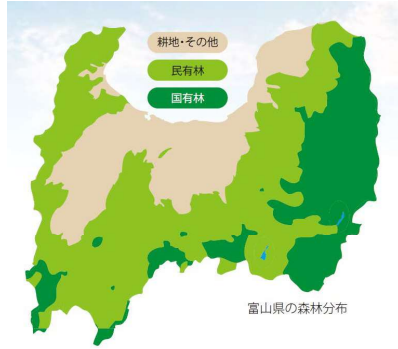 耕地・その他
民有林
国有林
富山県の森林分布